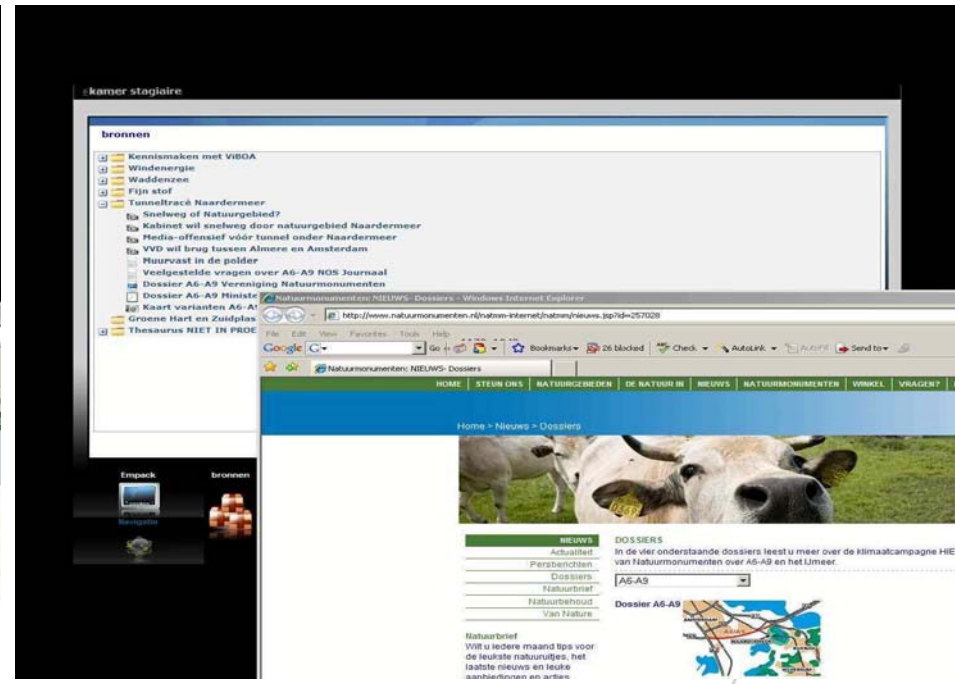 kamer stagiaire
bronnen
Kennismaken met ViBOA
Windenergie
Waddenzee
Fijn stof
Tunneltracè Naardermeer
Snelweg of Natuurgebied?
Kabinet wil snelweg door natuurgebied Naardermeer
Media-offensief vóór tunnel onder Naardermeer
VVD wil brug tussen Almere en Amsterdam
Muurvast in de polder
Veelgestelde vragen over A6-A9 NOS Journaal
Dossier A6-A9 Vereniging Natuurmonumenten
Dossier A6-A9 Ministe
Kaart varianten A6-A9
Groene Hart en Zuidplas
Thesaurus NIET IN PROE
Empack
bronnen
Navigatie
Natuurmonumenten: NIEUWS- Dossiers - Windows Internet Explorer
http://www.natuurmonumenten.nl/natmm-internet/natmm/nieuws.jsp?id=257028
File Edit View Favorites Tools Help
Google G Go Bookmarks 26 blocked Check AutoLink AutoFill Send to
Natuurmonumenten: NIEUWS- Dossiers
HOME STEUN ONS NATUURGEBIEDEN DE NATUUR IN NIEUWS NATUURMONUMENTEN WINKEL VRAGEN?
Home > Nieuws > Dossiers
NIEUWS
Actualiteit
Persberichten
Dossiers
Natuurbrief
Natuurbehoud
Van Nature
Natuurbrief
Wilt u iedere maand tips voor
de leukste natuuruitjes, het
laatste nieuws en leuke
aanbiedingen en acties
DOSSIERS
In de vier onderstaande dossiers leest u meer over de klimaatcampagne HIE
van Natuurmonumenten over A6-A9 en het IJmeer.
A6-A9
Dossier A6-A9